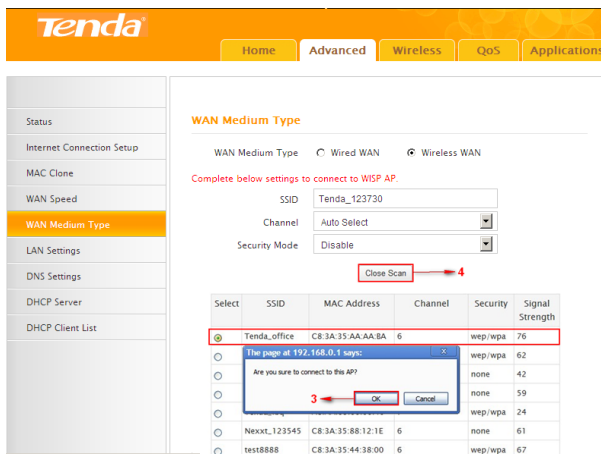 Tenda
Home Advanced Wireless QoS Applications
Status
Internet Connection Setup
MAC Clone
WAN Speed
WAN Medium Type
LAN Settings
DNS Settings
DHCP Server
DHCP Client List
WAN Medium Type
WAN Medium Type Wired WAN Wireless WAN
Complete below settings to connect to WISP AP.
SSID Tenda_123730
Channel Auto Select
Security Mode Disable
Close Scan 4
Select SSID MAC Address Channel Security Signal Strength
Tenda_office C8:3A:35:AA:AA:BA 6 wep/wpa 76
The page at 192.168.0.1 says: X
wep/wpa 62
Are you sure to connect to this AP?
none 42
3 OK Cancel
none 59
wep/wpa 24
Nexxt_123545 C8:3A:35:88:12:1E 6 none 61
test8888 C8:3A:35:44:38:00 6 wep/wpa 67